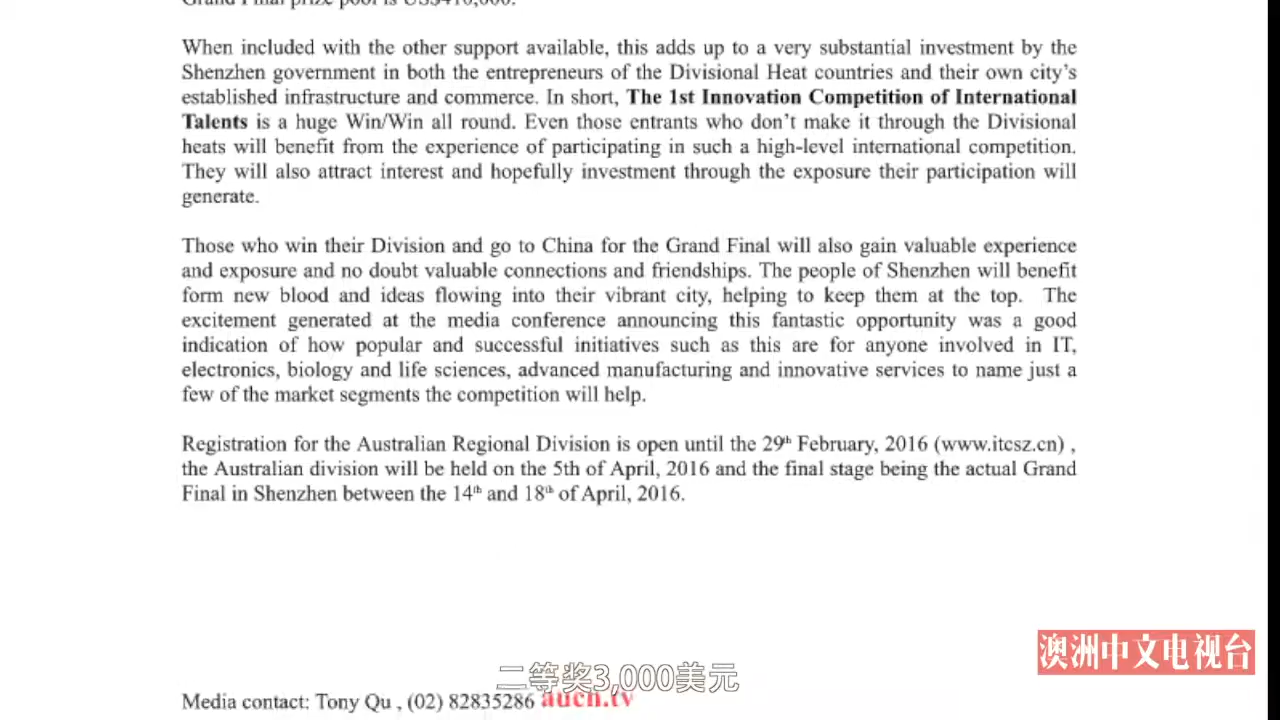 Grand Final prize pool is US$410,000.
When included with the other support available, this adds up to a very substantial investment by the
Shenzhen government in both the entrepreneurs of the Divisional Heat countries and their own city’s
established infrastructure and commerce. In short, The 1st Innovation Competition of International
Talents is a huge Win/Win all round. Even those entrants who don’t make it through the Divisional
heats will benefit from the experience of participating in such a high-level international competition.
They will also attract interest and hopefully investment through the exposure their participation will
generate.
Those who win their Division and go to China for the Grand Final will also gain valuable experience
and exposure and no doubt valuable connections and friendships. The people of Shenzhen will benefit
form new blood and ideas flowing into their vibrant city, helping to keep them at the top. The
excitement generated at the media conference announcing this fantastic opportunity was a good
indication of how popular and successful initiatives such as this are for anyone involved in IT,
electronics, biology and life sciences, advanced manufacturing and innovative services to name just a
few of the market segments the competition will help.
Registration for the Australian Regional Division is open until the 29th February, 2016 (www.itcsz.cn) ,
the Australian division will be held on the 5th of April, 2016 and the final stage being the actual Grand
Final in Shenzhen between the 14th and 18th of April, 2016.
澳洲中文电视台
二等奖3,000美元
Media contact: Tony Qu , (02) 82835286 aucn.tv